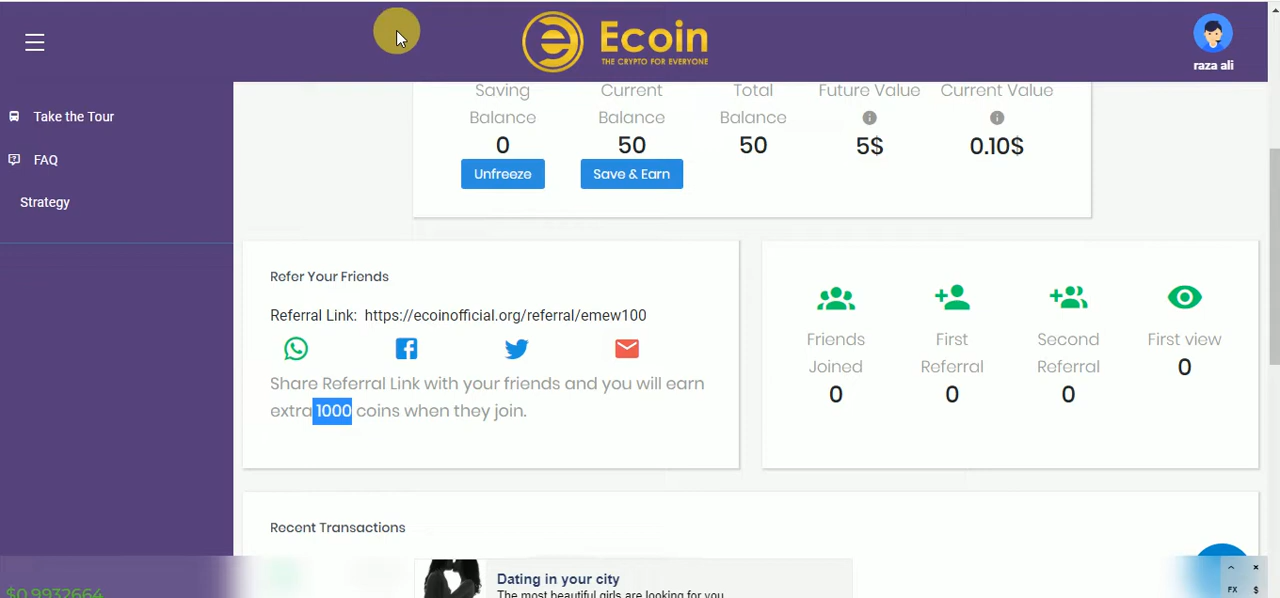 Ecoin
THE CRYPTO FOR EVERYONE
raza ali
Take the Tour
FAQ
Strategy
Saving Balance
0
Unfreeze
Current Balance
50
Save & Earn
Total Balance
50
Future Value
5$
Current Value
0.10$
Refer Your Friends
Referral Link: https://ecoinofficial.org/referral/emew100
Share Referral Link with your friends and you will earn
extra 1000 coins when they join.
Friends Joined
0
First Referral
0
Second Referral
0
First view
0
Recent Transactions
Dating in your city
The most beautiful girls are looking for you
$0.9932664
FX $